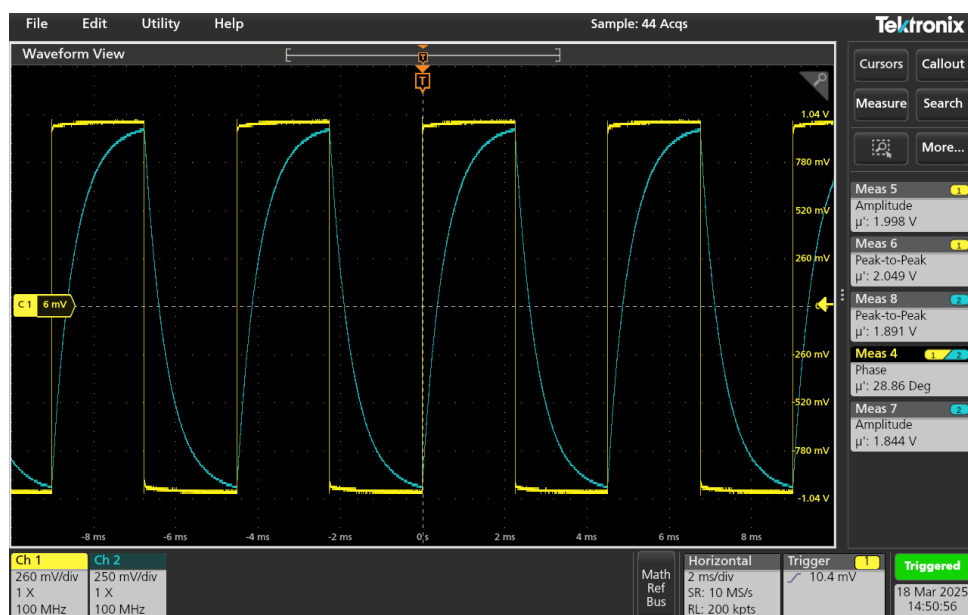 File Edit Utility Help Sample: 44 Acqs Tektronix
Waveform View
T
T
Cursors Callout
Measure Search
More...
1.04 V
780 mV
520 mV
260 mV
-260 mV
-520 mV
-780 mV
-1.04 V
C 1 6 mV
-8 ms -6 ms -4 ms -2 ms 0 s 2 ms 4 ms 6 ms 8 ms
Meas 5 1
Amplitude
µ': 1.998 V
Meas 6 1
Peak-to-Peak
µ': 2.049 V
Meas 8 2
Peak-to-Peak
µ': 1.891 V
Meas 4 1 2
Phase
µ': 28.86 Deg
Meas 7 2
Amplitude
µ': 1.844 V
Ch 1
260 mV/div
1 X
100 MHz
Ch 2
250 mV/div
1 X
100 MHz
Math
Ref
Bus
Horizontal
2 ms/div
SR: 10 MS/s
RL: 200 kpts
Trigger 1
10.4 mV
Triggered
18 Mar 2025
14:50:56